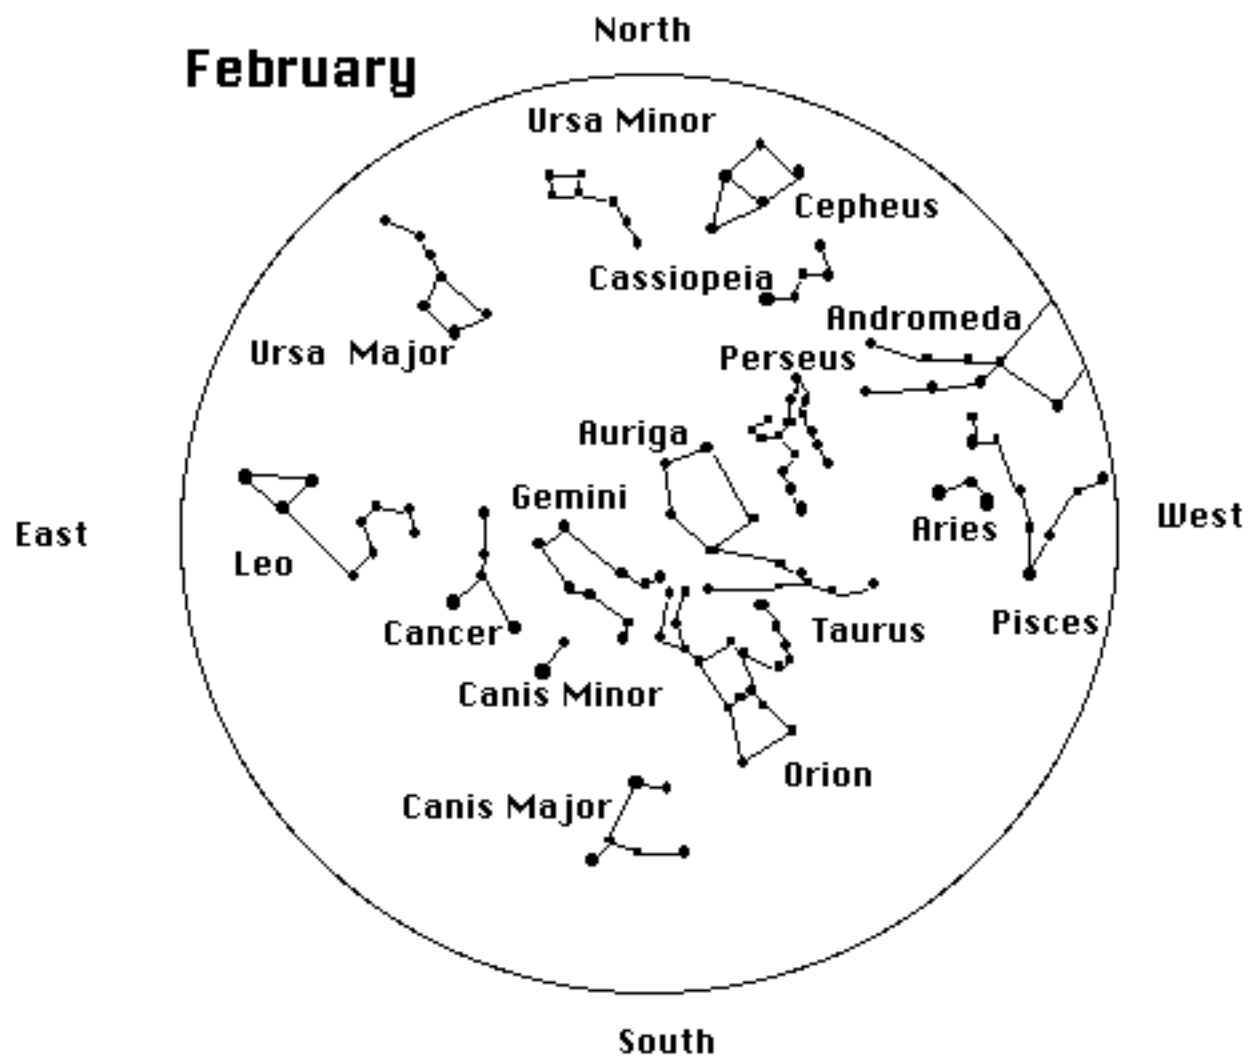 North
February
Ursa Minor
Cepheus
Cassiopeia
Andromeda
Ursa Major
Perseus
Auriga
Gemini
Aries
West
East
Leo
Pisces
Cancer
Taurus
Canis Minor
Orion
Canis Major
South